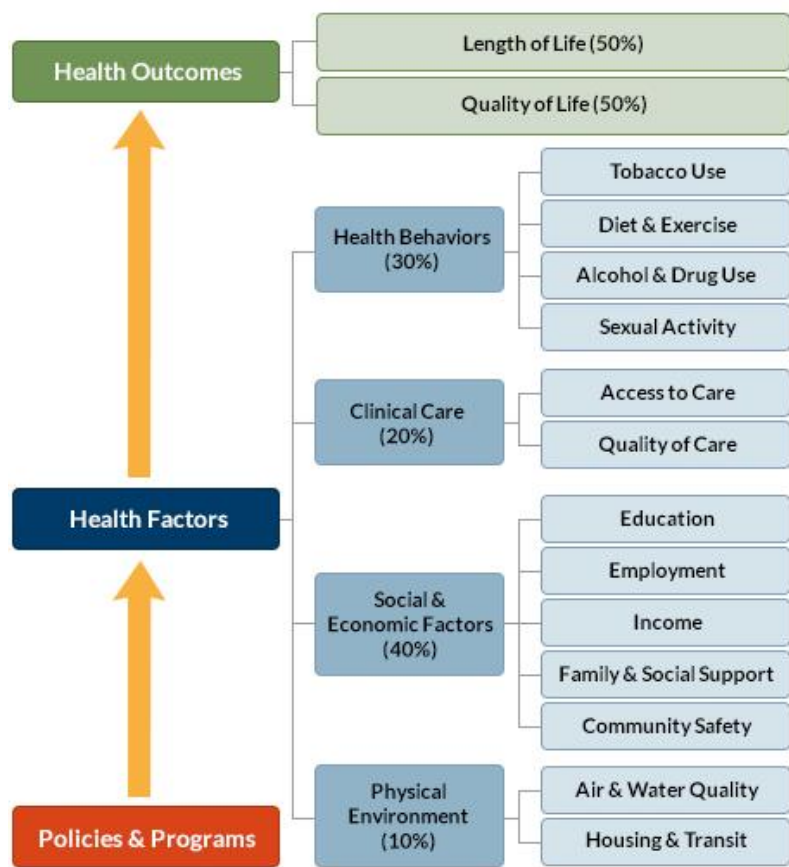 Health Outcomes
Length of Life (50%)
Quality of Life (50%)
Health Factors
Health Behaviors
(30%)
Tobacco Use
Diet & Exercise
Alcohol & Drug Use
Sexual Activity
Clinical Care
(20%)
Access to Care
Quality of Care
Social &
Economic Factors
(40%)
Education
Employment
Income
Family & Social Support
Community Safety
Physical
Environment
(10%)
Air & Water Quality
Housing & Transit
Policies & Programs